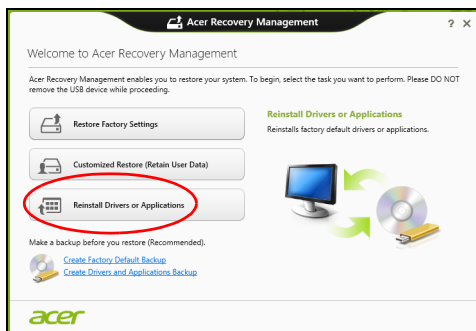 Acer Recovery Management
Welcome to Acer Recovery Management
Acer Recovery Management enables you to restore your system. To begin, select the task you want to perform. Please DO NOT
remove the USB device while proceeding.
Restore Factory Settings
Customized Restore (Retain User Data)
Reinstall Drivers or Applications
Reinstall Drivers or Applications
Reinstalls factory default drivers or applications.
Make a backup before you restore (Recommended).
Create Factory Default Backup
Create Drivers and Applications Backup
acer